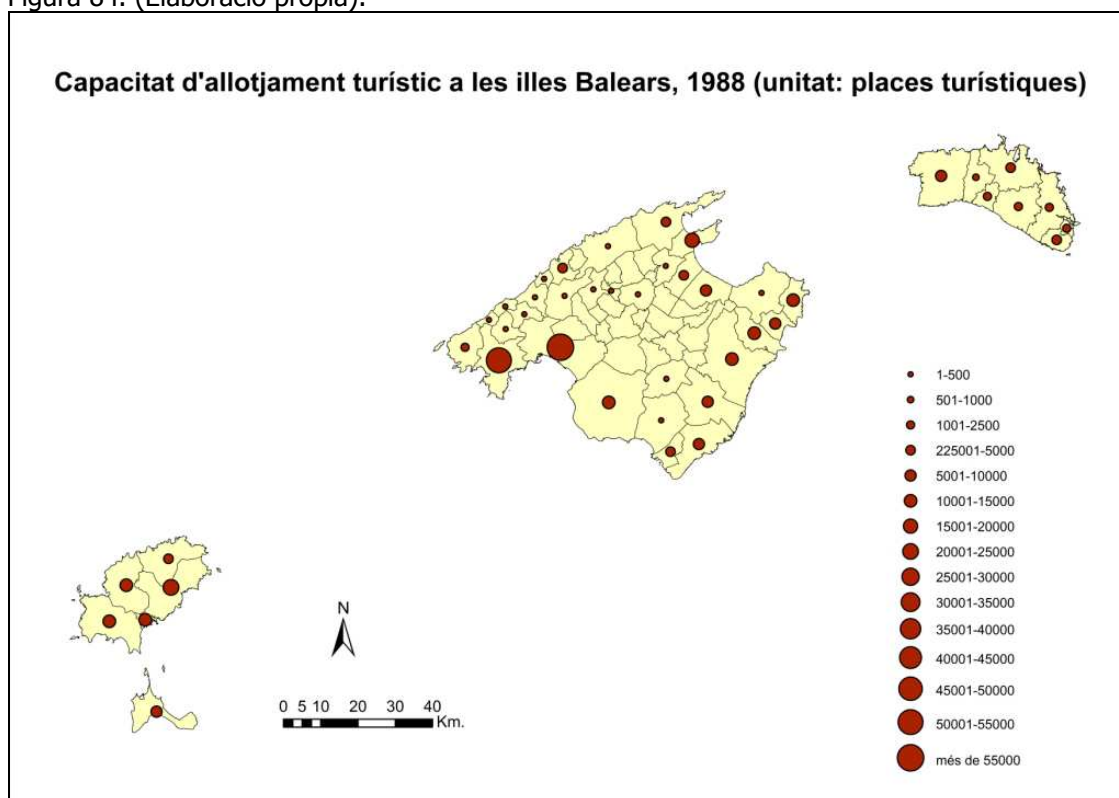 Figura 84. (Elaboració pròpia).
Capacitat d'allotjament turístic a les illes Balears, 1988 (unitat: places turístiques)
1-500
501-1000
1001-2500
225001-5000
5001-10000
10001-15000
15001-20000
20001-25000
25001-30000
30001-35000
35001-40000
40001-45000
45001-50000
50001-55000
més de 55000
N
0 5 10 20 30 40
Km.